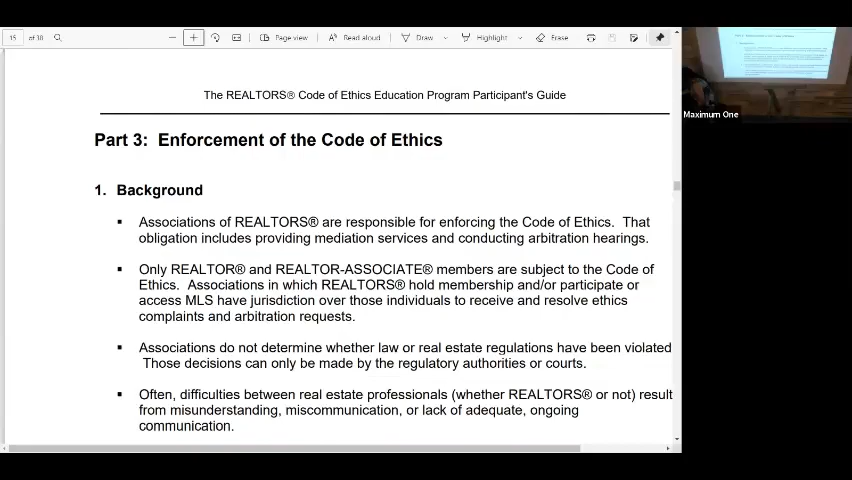 15 of 38 Page view Read aloud Draw Highlight Erase
The REALTORS® Code of Ethics Education Program Participant's Guide
Part 3: Enforcement of the Code of Ethics
1. Background
▪ Associations of REALTORS® are responsible for enforcing the Code of Ethics. That
obligation includes providing mediation services and conducting arbitration hearings.
▪ Only REALTOR® and REALTOR-ASSOCIATE® members are subject to the Code of
Ethics. Associations in which REALTORS® hold membership and/or participate or
access MLS have jurisdiction over those individuals to receive and resolve ethics
complaints and arbitration requests.
▪ Associations do not determine whether law or real estate regulations have been violated
Those decisions can only be made by the regulatory authorities or courts.
▪ Often, difficulties between real estate professionals (whether REALTORS® or not) result
from misunderstanding, miscommunication, or lack of adequate, ongoing
communication.
Maximum One